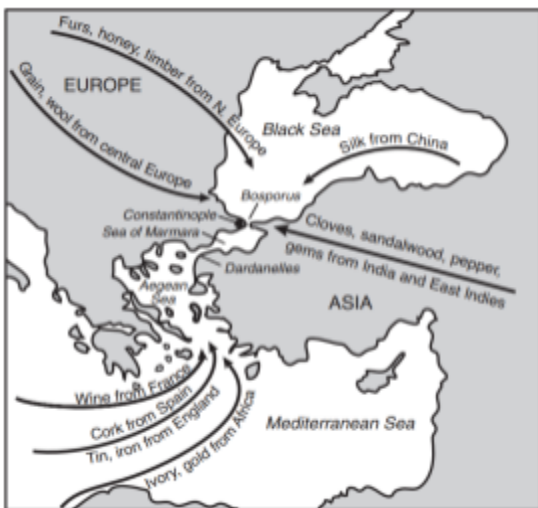 Furs, honey, timber from N. Europe
EUROPE
Grain, wool from central Europe
Black Sea
Silk from China
Bosporus
Constantinople
Sea of Marmara
Cloves, sandalwood, pepper,
gems from India and East Indies
Dardanelles
Aegean
Sea
ASIA
Wine from France
Cork from Spain
Tin, iron from England
Ivory, gold from Africa
Mediterranean Sea